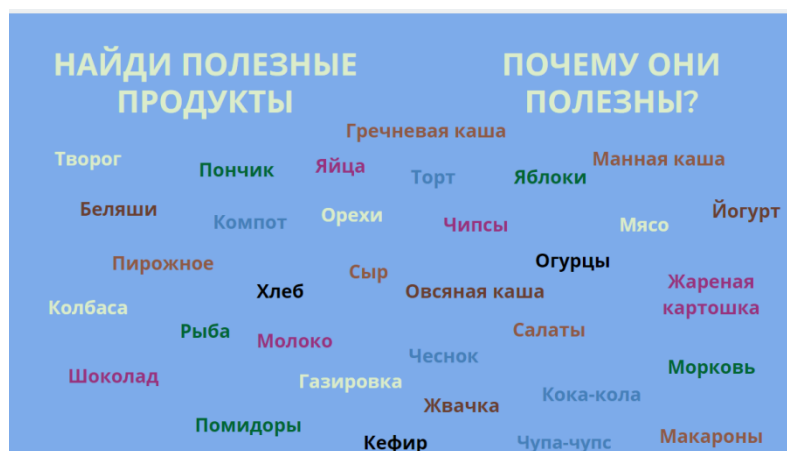 НАЙДИ ПОЛЕЗНЫЕ
ПРОДУКТЫ
ПОЧЕМУ ОНИ
ПОЛЕЗНЫ?
Гречневая каша
Творог
Пончик
Яйца
Торт
Яблоки
Манная каша
Беляши
Компот
Орехи
Чипсы
Мясо
Йогурт
Пирожное
Хлеб
Сыр
Овсяная каша
Огурцы
Жареная
картошка
Колбаса
Рыба
Молоко
Чеснок
Салаты
Морковь
Шоколад
Газировка
Жвачка
Кока-кола
Помидоры
Кефир
Чупа-чупс
Макароны